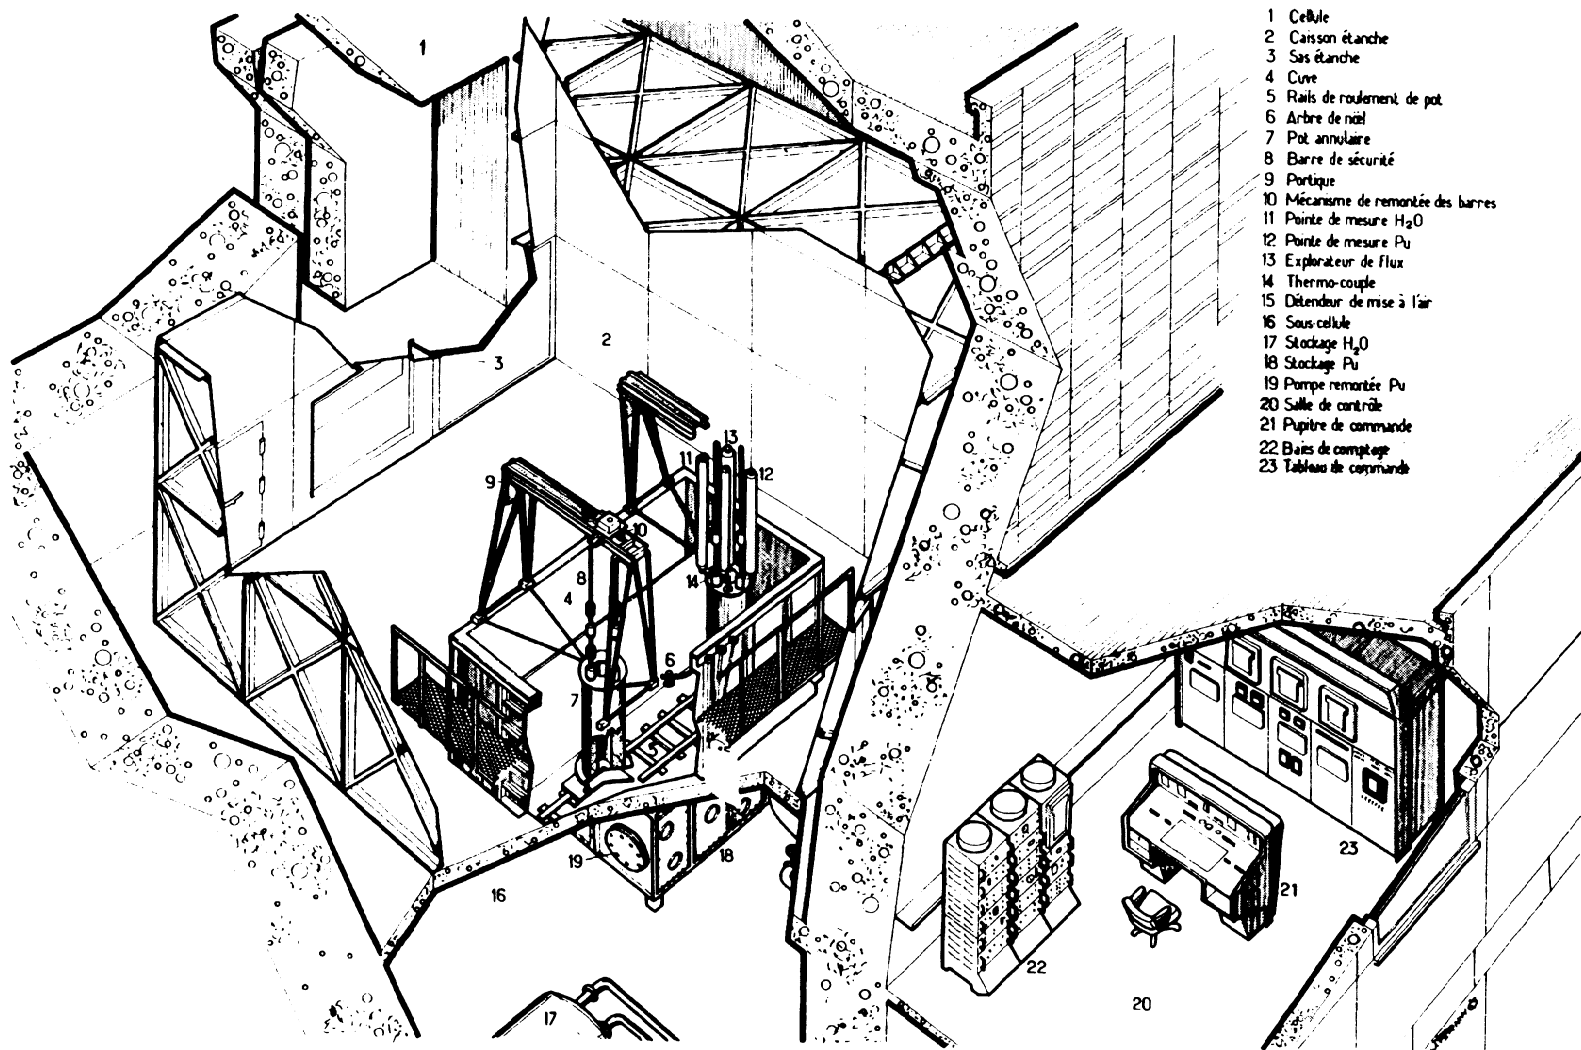 1 Cellule
2 Caisson étanche
3 Sas étanche
4 Cuve
5 Rails de roulement de pot
6 Arbre de nöel
7 Pot annulaire
8 Barre de sécurité
9 Portique
10 Mécanisme de remontée des barres
11 Pointe de mesure H₂O
12 Pointe de mesure Pu
13 Explorateur de flux
14 Thermo-couple
15 Détendeur de mise à l'air
16 Sous-cellule
17 Stockage H₂O
18 Stockage Pu
19 Pompe remontée Pu
20 Salle de contrôle
21 Pupitre de commande
22 Baies de comptage
23 Tableau de commande
1
2
3
13
11
12
9
10
8
14
4
6
7
5
19
18
16
23
21
22
20
17